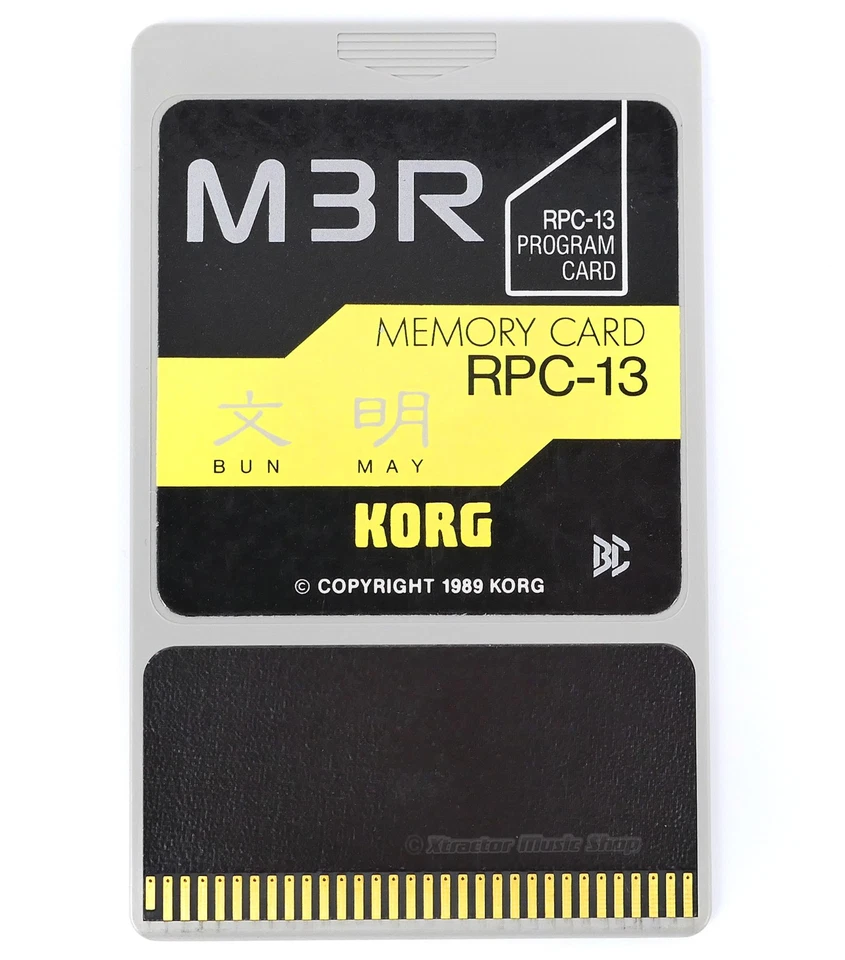 M3R
RPC-13
PROGRAM
CARD
MEMORY CARD
RPC-13
文 明
BUN MAY
KORG
BC
© COPYRIGHT 1989 KORG
© Xtractor Music Shop